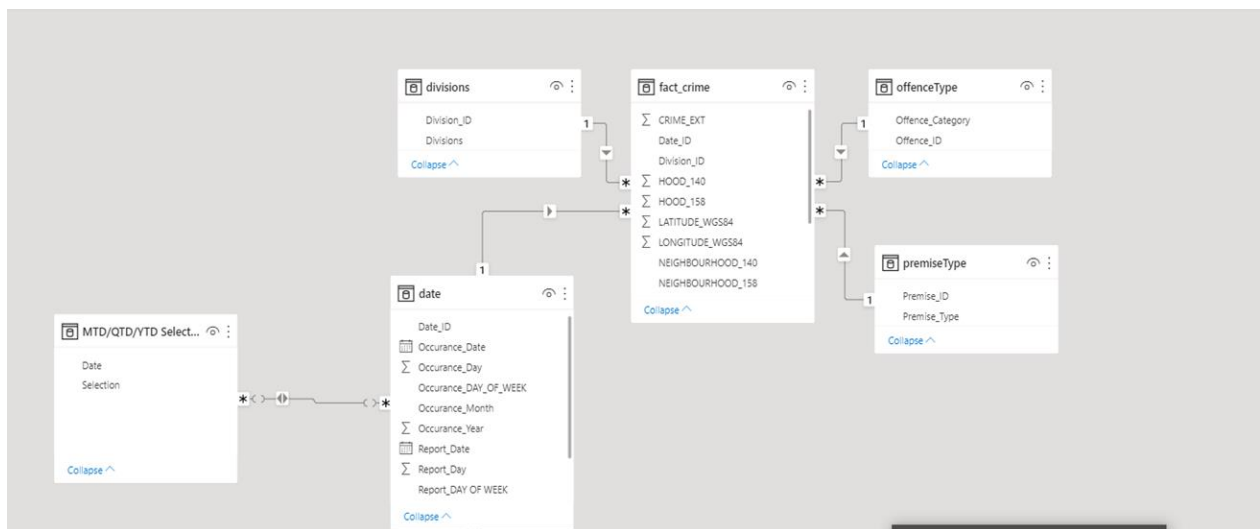 divisions
Division_ID
Divisions
Collapse
1
*
fact_crime
CRIME_EXT
Date_ID
Division_ID
HOOD_140
HOOD_158
LATITUDE_WGS84
LONGITUDE_WGS84
NEIGHBOURHOOD_140
NEIGHBOURHOOD_158
Collapse
*
*
*
offenceType
Offence_Category
Offence_ID
Collapse
1
premiseType
Premise_ID
Premise_Type
Collapse
1
1
date
Date_ID
Occurance_Date
Occurance_Day
Occurance_DAY_OF_WEEK
Occurance_Month
Occurance_Year
Report_Date
Report_Day
Report_DAY OF WEEK
Collapse
MTD/QTD/YTD Select...
Date
Selection
Collapse
*
*